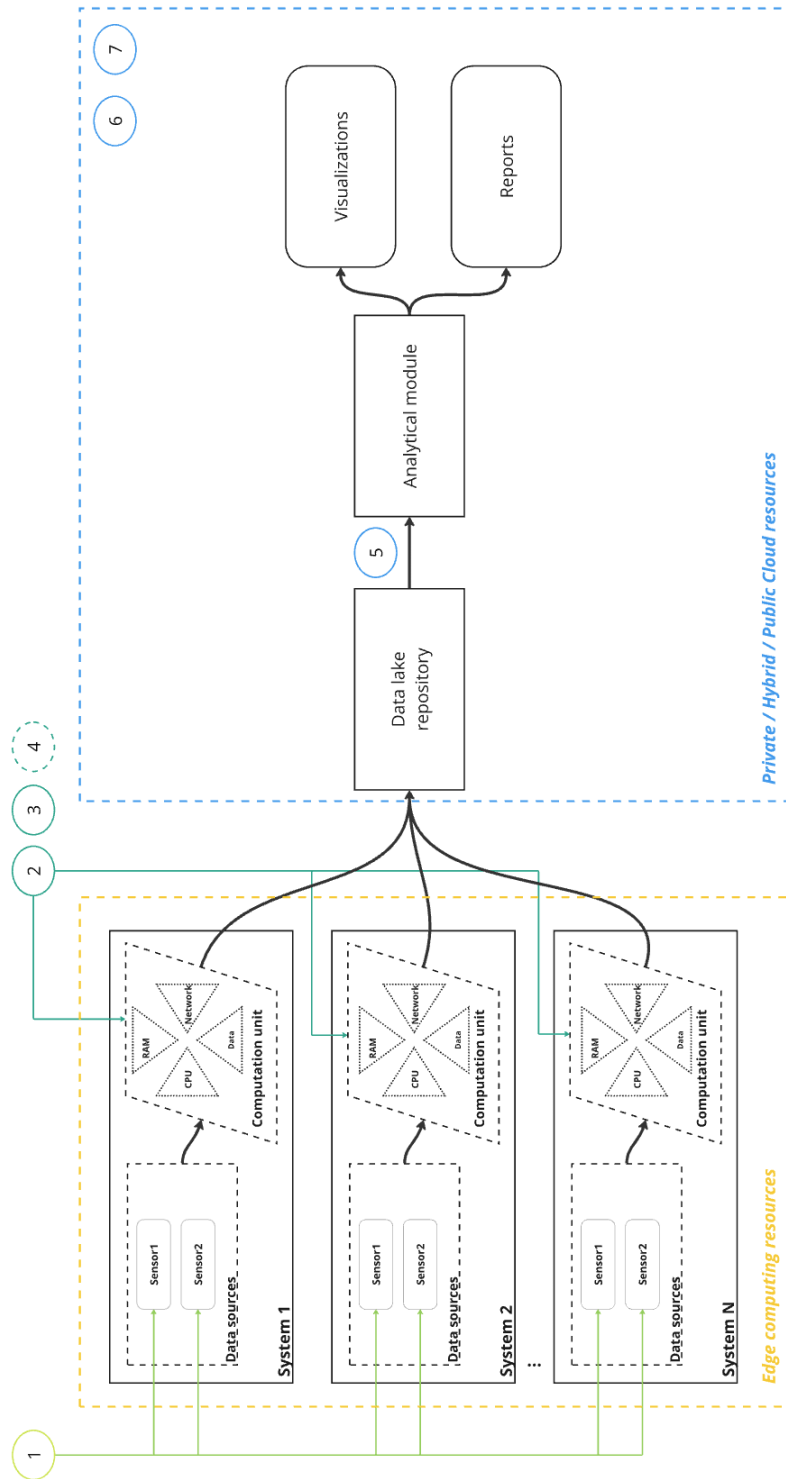 1
2
3
4
5
6
7
System 1
Data sources
Sensor1
Sensor2
Computation unit
CPU
RAM
Network
Data
System 2
Data sources
Sensor1
Sensor2
Computation unit
CPU
RAM
Network
Data
...
System N
Data sources
Sensor1
Sensor2
Computation unit
CPU
RAM
Network
Data
Edge computing resources
Data lake
repository
Analytical module
Visualizations
Reports
Private / Hybrid / Public Cloud resources